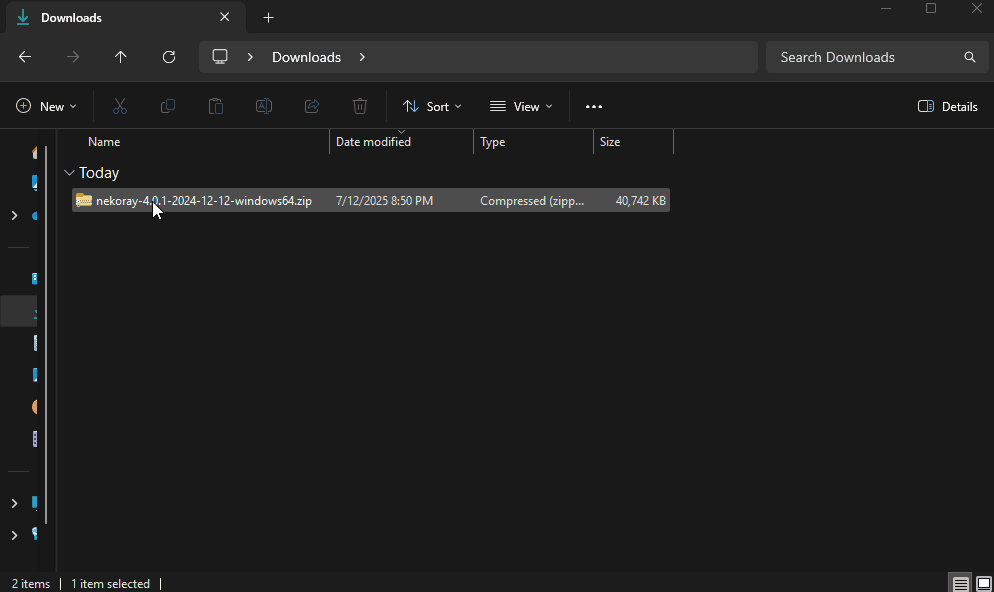 Downloads
Downloads
Search Downloads
New
Sort
View
Details
Name
Date modified
Type
Size
Today
nekoray-4.0.1-2024-12-12-windows64.zip
7/12/2025 8:50 PM
Compressed (zipp...
40,742 KB
2 items
1 item selected